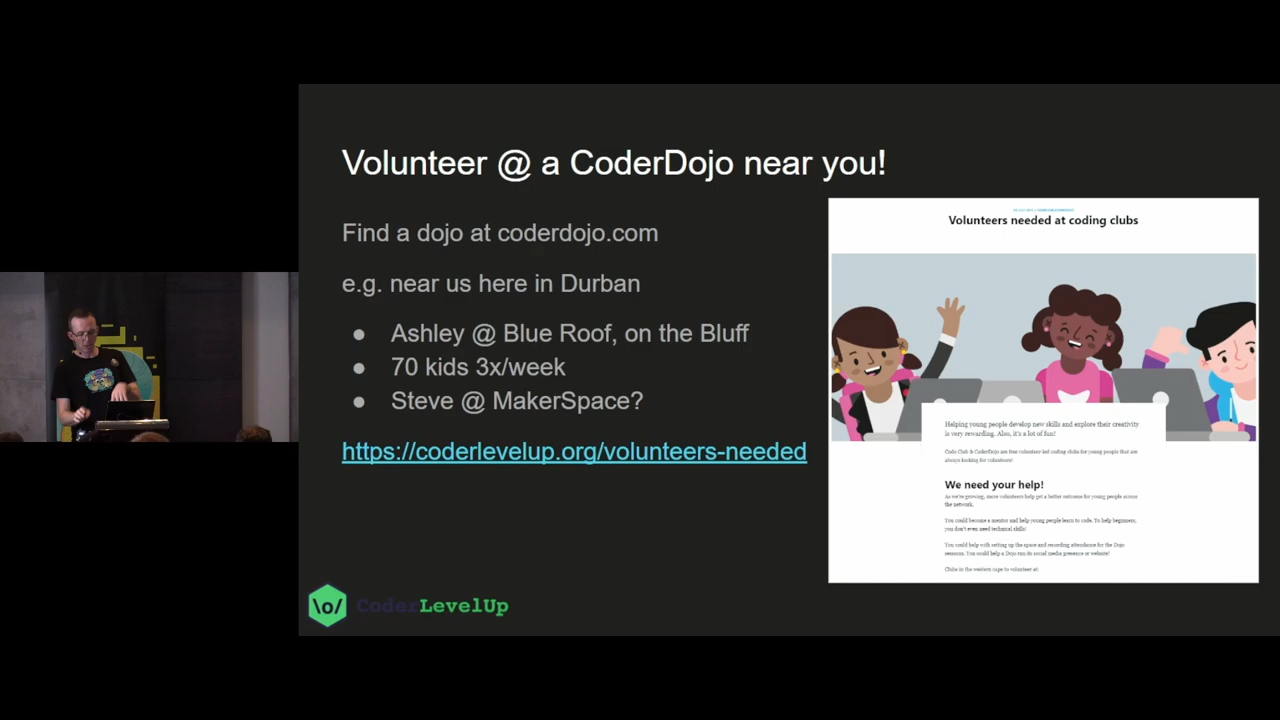 Volunteer @ a CoderDojo near you!
Find a dojo at coderdojo.com
e.g. near us here in Durban
● Ashley @ Blue Roof, on the Bluff
● 70 kids 3x/week
● Steve @ MakerSpace?
https://coderlevelup.org/volunteers-needed
\o/ CoderLevelUp
Volunteers needed at coding clubs
Helping young people develop new skills and explore their creativity
is very rewarding. Also, it's a lot of fun!
Code Club & CoderDojo are free volunteer-led coding clubs for young people that are
always looking for volunteers!
We need your help!
As we're growing, more volunteers help get a better outcome for young people across
the network.
You could become a mentor and help young people learn to code. To help beginners,
you don't even need technical skills!
You could help with setting up the space and recording attendance for the Dojo
sessions. You could help a Dojo run its social media presence or website!
Clubs in the western cape to volunteer at: